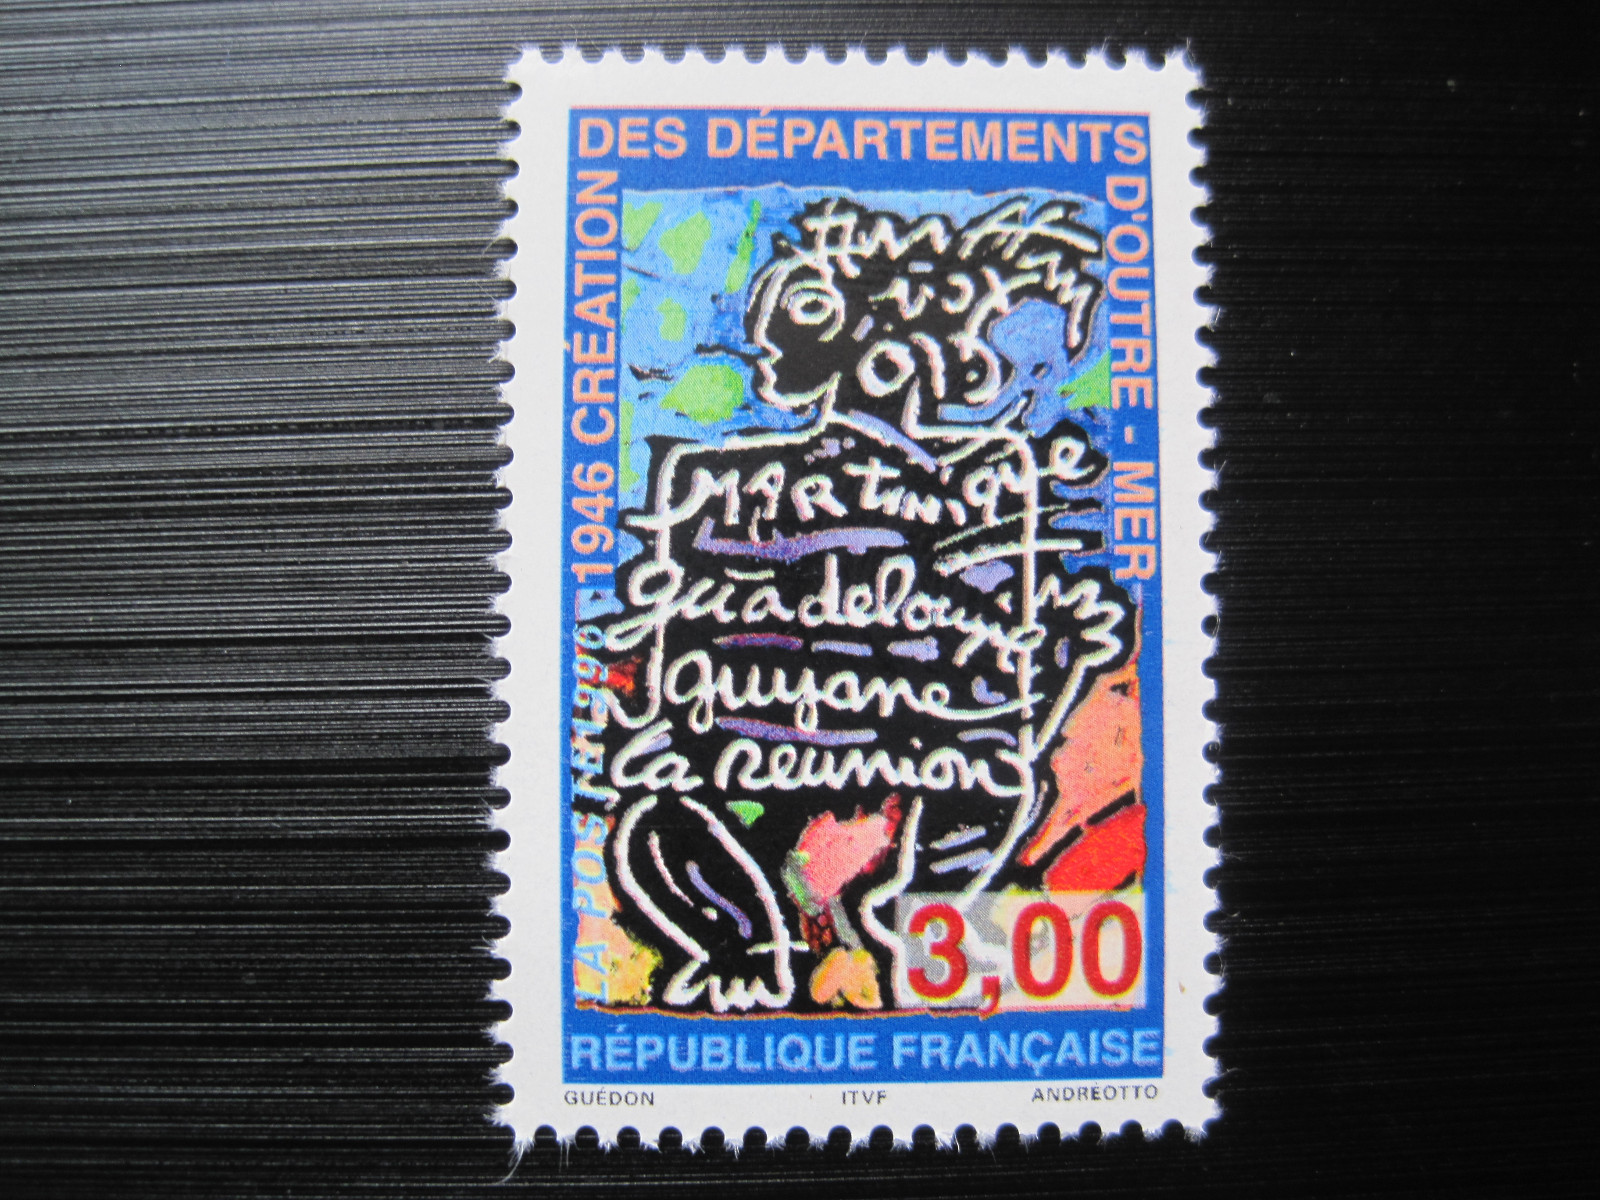 1946 CRÉATION
DES DÉPARTEMENTS
D'OUTRE-MER
MARtiNique
guadeloupe
guyane
la reunion
LA POSTE 1996
3,00
RÉPUBLIQUE FRANÇAISE
GUÉDON ITVF ANDRÉOTTO